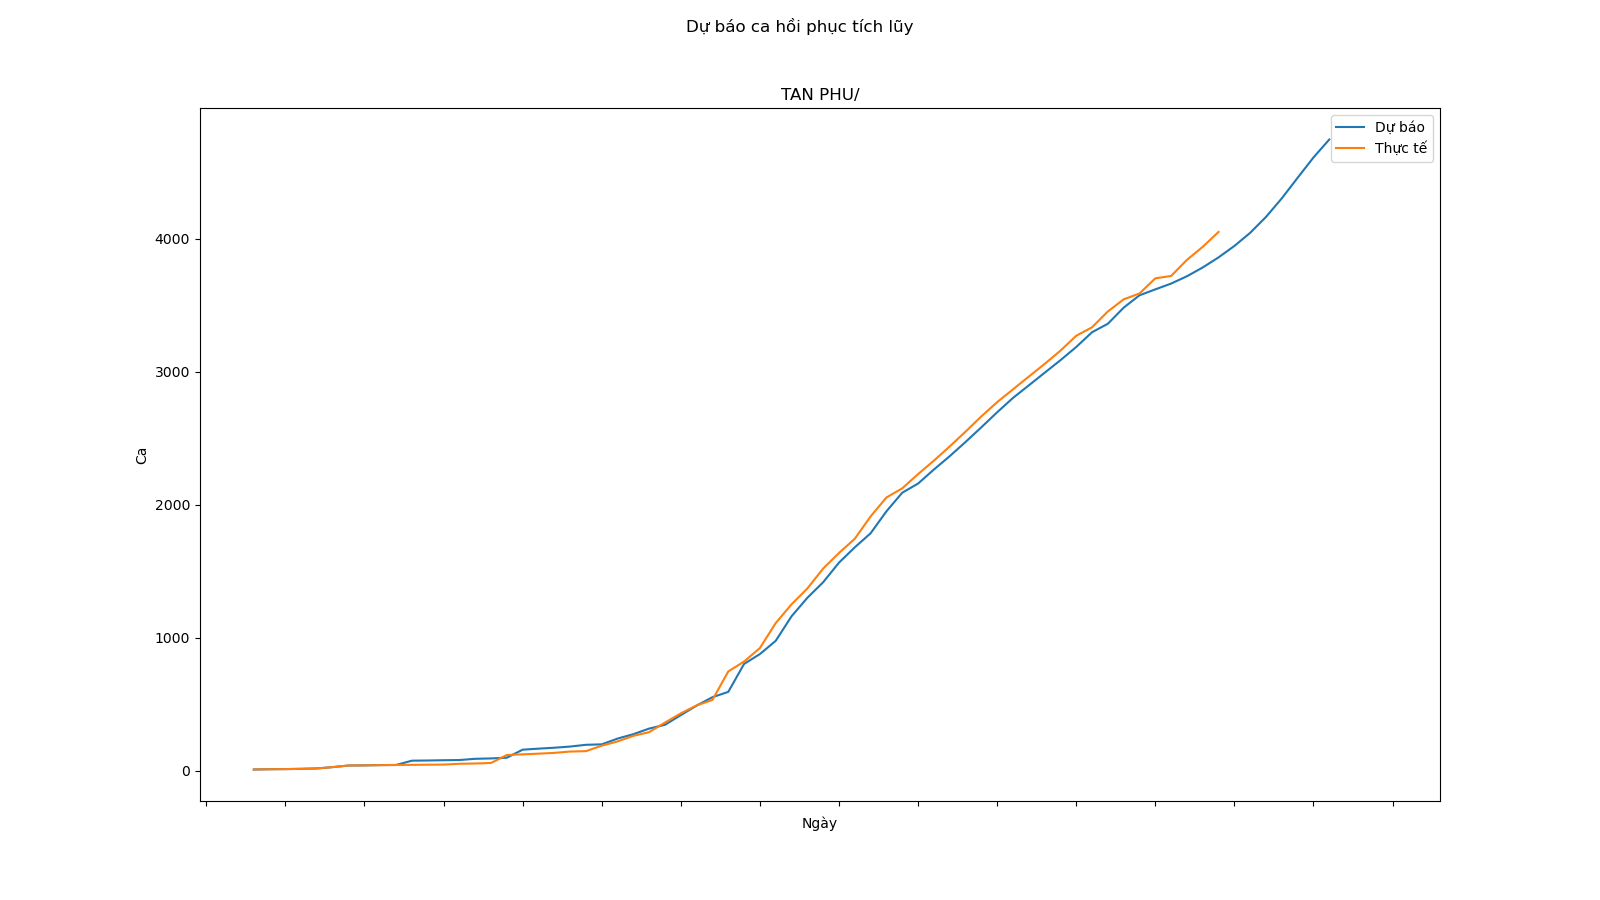 Dự báo ca hồi phục tích lũy
TAN PHU/
Dự báo
Thực tế
4000
3000
2000
1000
0
Ca
Ngày